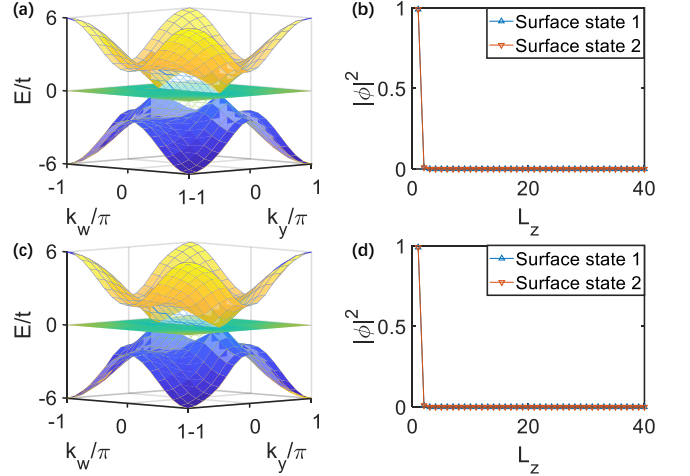 (a)
6
0
-6
E/t
-1
0
1-1
0
1
k_w/π
k_y/π
(b)
1
0.5
0
|ϕ|²
Surface state 1
Surface state 2
0
20
40
L_z
(c)
6
0
-6
E/t
-1
0
1-1
0
1
k_w/π
k_y/π
(d)
1
0.5
0
|ϕ|²
Surface state 1
Surface state 2
0
20
40
L_z